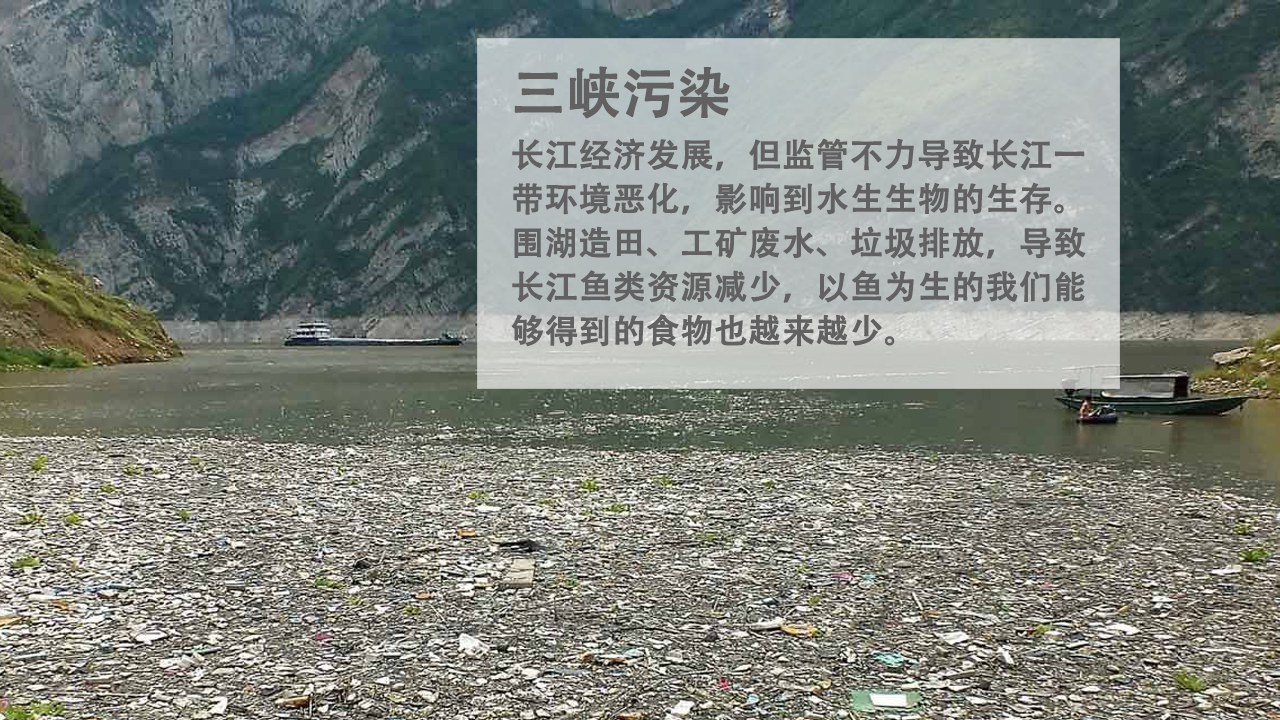 三峡污染
长江经济发展，但监管不力导致长江一
带环境恶化，影响到水生生物的生存。
围湖造田、工矿废水、垃圾排放，导致
长江鱼类资源减少，以鱼为生的我们能
够得到的食物也越来越少。